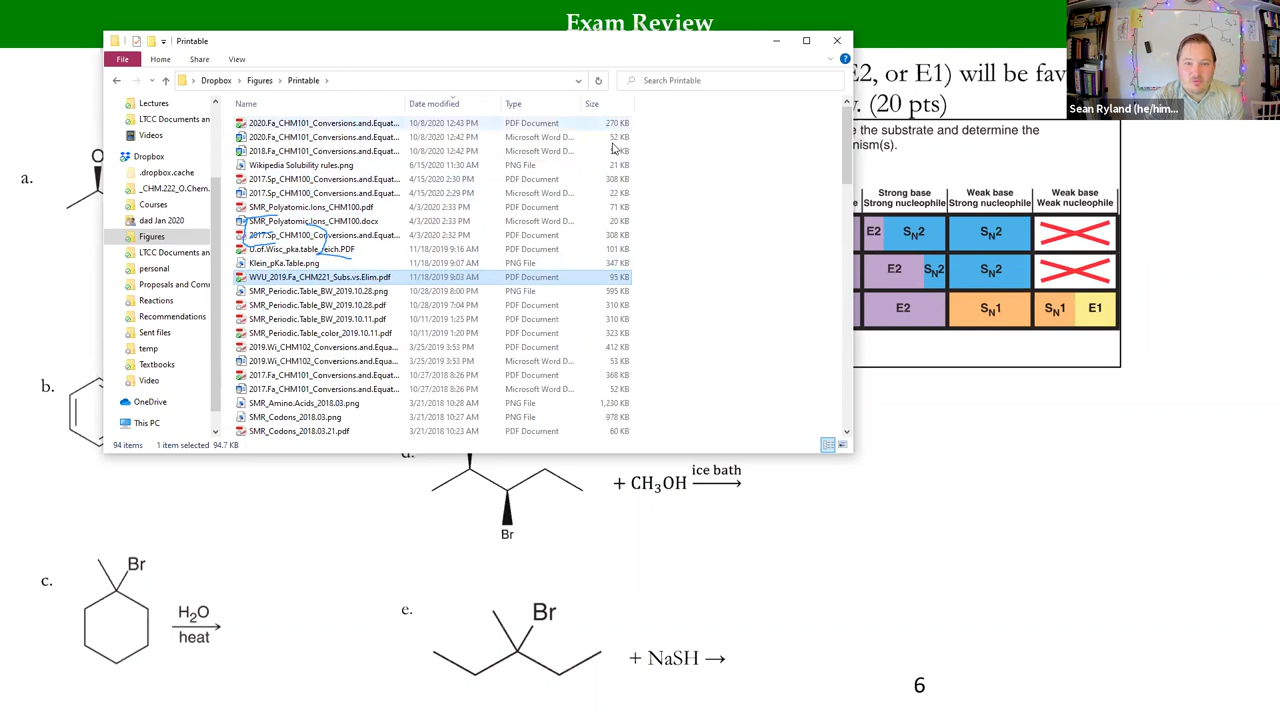 Exam Review
Printable
File Home Share View
Dropbox Figures Printable
Search Printable
Sean Ryland (he/him...
E2, or E1) will be fav
(20 pts)
e the substrate and determine the
nism(s).
Lectures
LTCC Documents an
Videos
Dropbox
.dropbox.cache
_CHM.222_O.Chem.
Courses
dad Jan 2020
Figures
LTCC Documents an
personal
Proposals and Comr
Reactions
Recommendations
Sent files
temp
Textbooks
Video
OneDrive
This PC
Name Date modified Type Size
2020.Fa_CHM101_Conversions.and.Equat... 10/8/2020 12:43 PM PDF Document 270 KB
2020.Fa_CHM101_Conversions.and.Equat... 10/8/2020 12:42 PM Microsoft Word D... 52 KB
2018.Fa_CHM101_Conversions.and.Equat... 10/8/2020 12:42 PM Microsoft Word D... KB
Wikipedia Solubility rules.png 6/15/2020 11:30 AM PNG File 21 KB
2017.Sp_CHM100_Conversions.and.Equat... 4/15/2020 2:30 PM PDF Document 308 KB
2017.Sp_CHM100_Conversions.and.Equat... 4/15/2020 2:29 PM Microsoft Word D... 22 KB
SMR_Polyatomic.Ions_CHM100.pdf 4/3/2020 2:33 PM PDF Document 71 KB
SMR_Polyatomic.Ions_CHM100.docx 4/3/2020 2:33 PM Microsoft Word D... 20 KB
2017.Sp_CHM100_Conversions.and.Equat... 4/3/2020 2:32 PM PDF Document 308 KB
U.of.Wisc_pka.table_reich.PDF 11/18/2019 9:16 AM PDF Document 101 KB
Klein_pKa.Table.png 11/18/2019 9:07 AM PNG File 347 KB
WVU_2019.Fa_CHM221_Subs.vs.Elim.pdf 11/18/2019 9:03 AM PDF Document 95 KB
SMR_Periodic.Table_BW_2019.10.28.png 10/28/2019 8:00 PM PNG File 595 KB
SMR_Periodic.Table_BW_2019.10.28.pdf 10/28/2019 7:04 PM PDF Document 310 KB
SMR_Periodic.Table_BW_2019.10.11.pdf 10/11/2019 1:25 PM PDF Document 310 KB
SMR_Periodic.Table_color_2019.10.11.pdf 10/11/2019 1:20 PM PDF Document 323 KB
2019.Wi_CHM102_Conversions.and.Equa... 3/25/2019 3:53 PM PDF Document 412 KB
2019.Wi_CHM102_Conversions.and.Equa... 3/25/2019 3:53 PM Microsoft Word D... 53 KB
2017.Fa_CHM101_Conversions.and.Equat... 10/27/2018 8:26 PM PDF Document 368 KB
2017.Fa_CHM101_Conversions.and.Equat... 10/27/2018 8:26 PM Microsoft Word D... 52 KB
SMR_Amino.Acids_2018.03.png 3/21/2018 10:28 AM PNG File 1,230 KB
SMR_Codons_2018.03.png 3/21/2018 10:27 AM PNG File 978 KB
SMR_Codons_2018.03.21.pdf 3/21/2018 10:23 AM PDF Document 60 KB
94 items 1 item selected 94.7 KB
Strong base Weak base Weak base
Strong nucleophile Strong nucleophile Weak nucleophile
E2 SN2 SN2
E2 SN2 SN2
E2 SN1 SN1 E1
a.
O
b.
d.
+ CH₃OH ice bath
Br
c.
Br
H₂O
heat
e.
Br
+ NaSH →
6